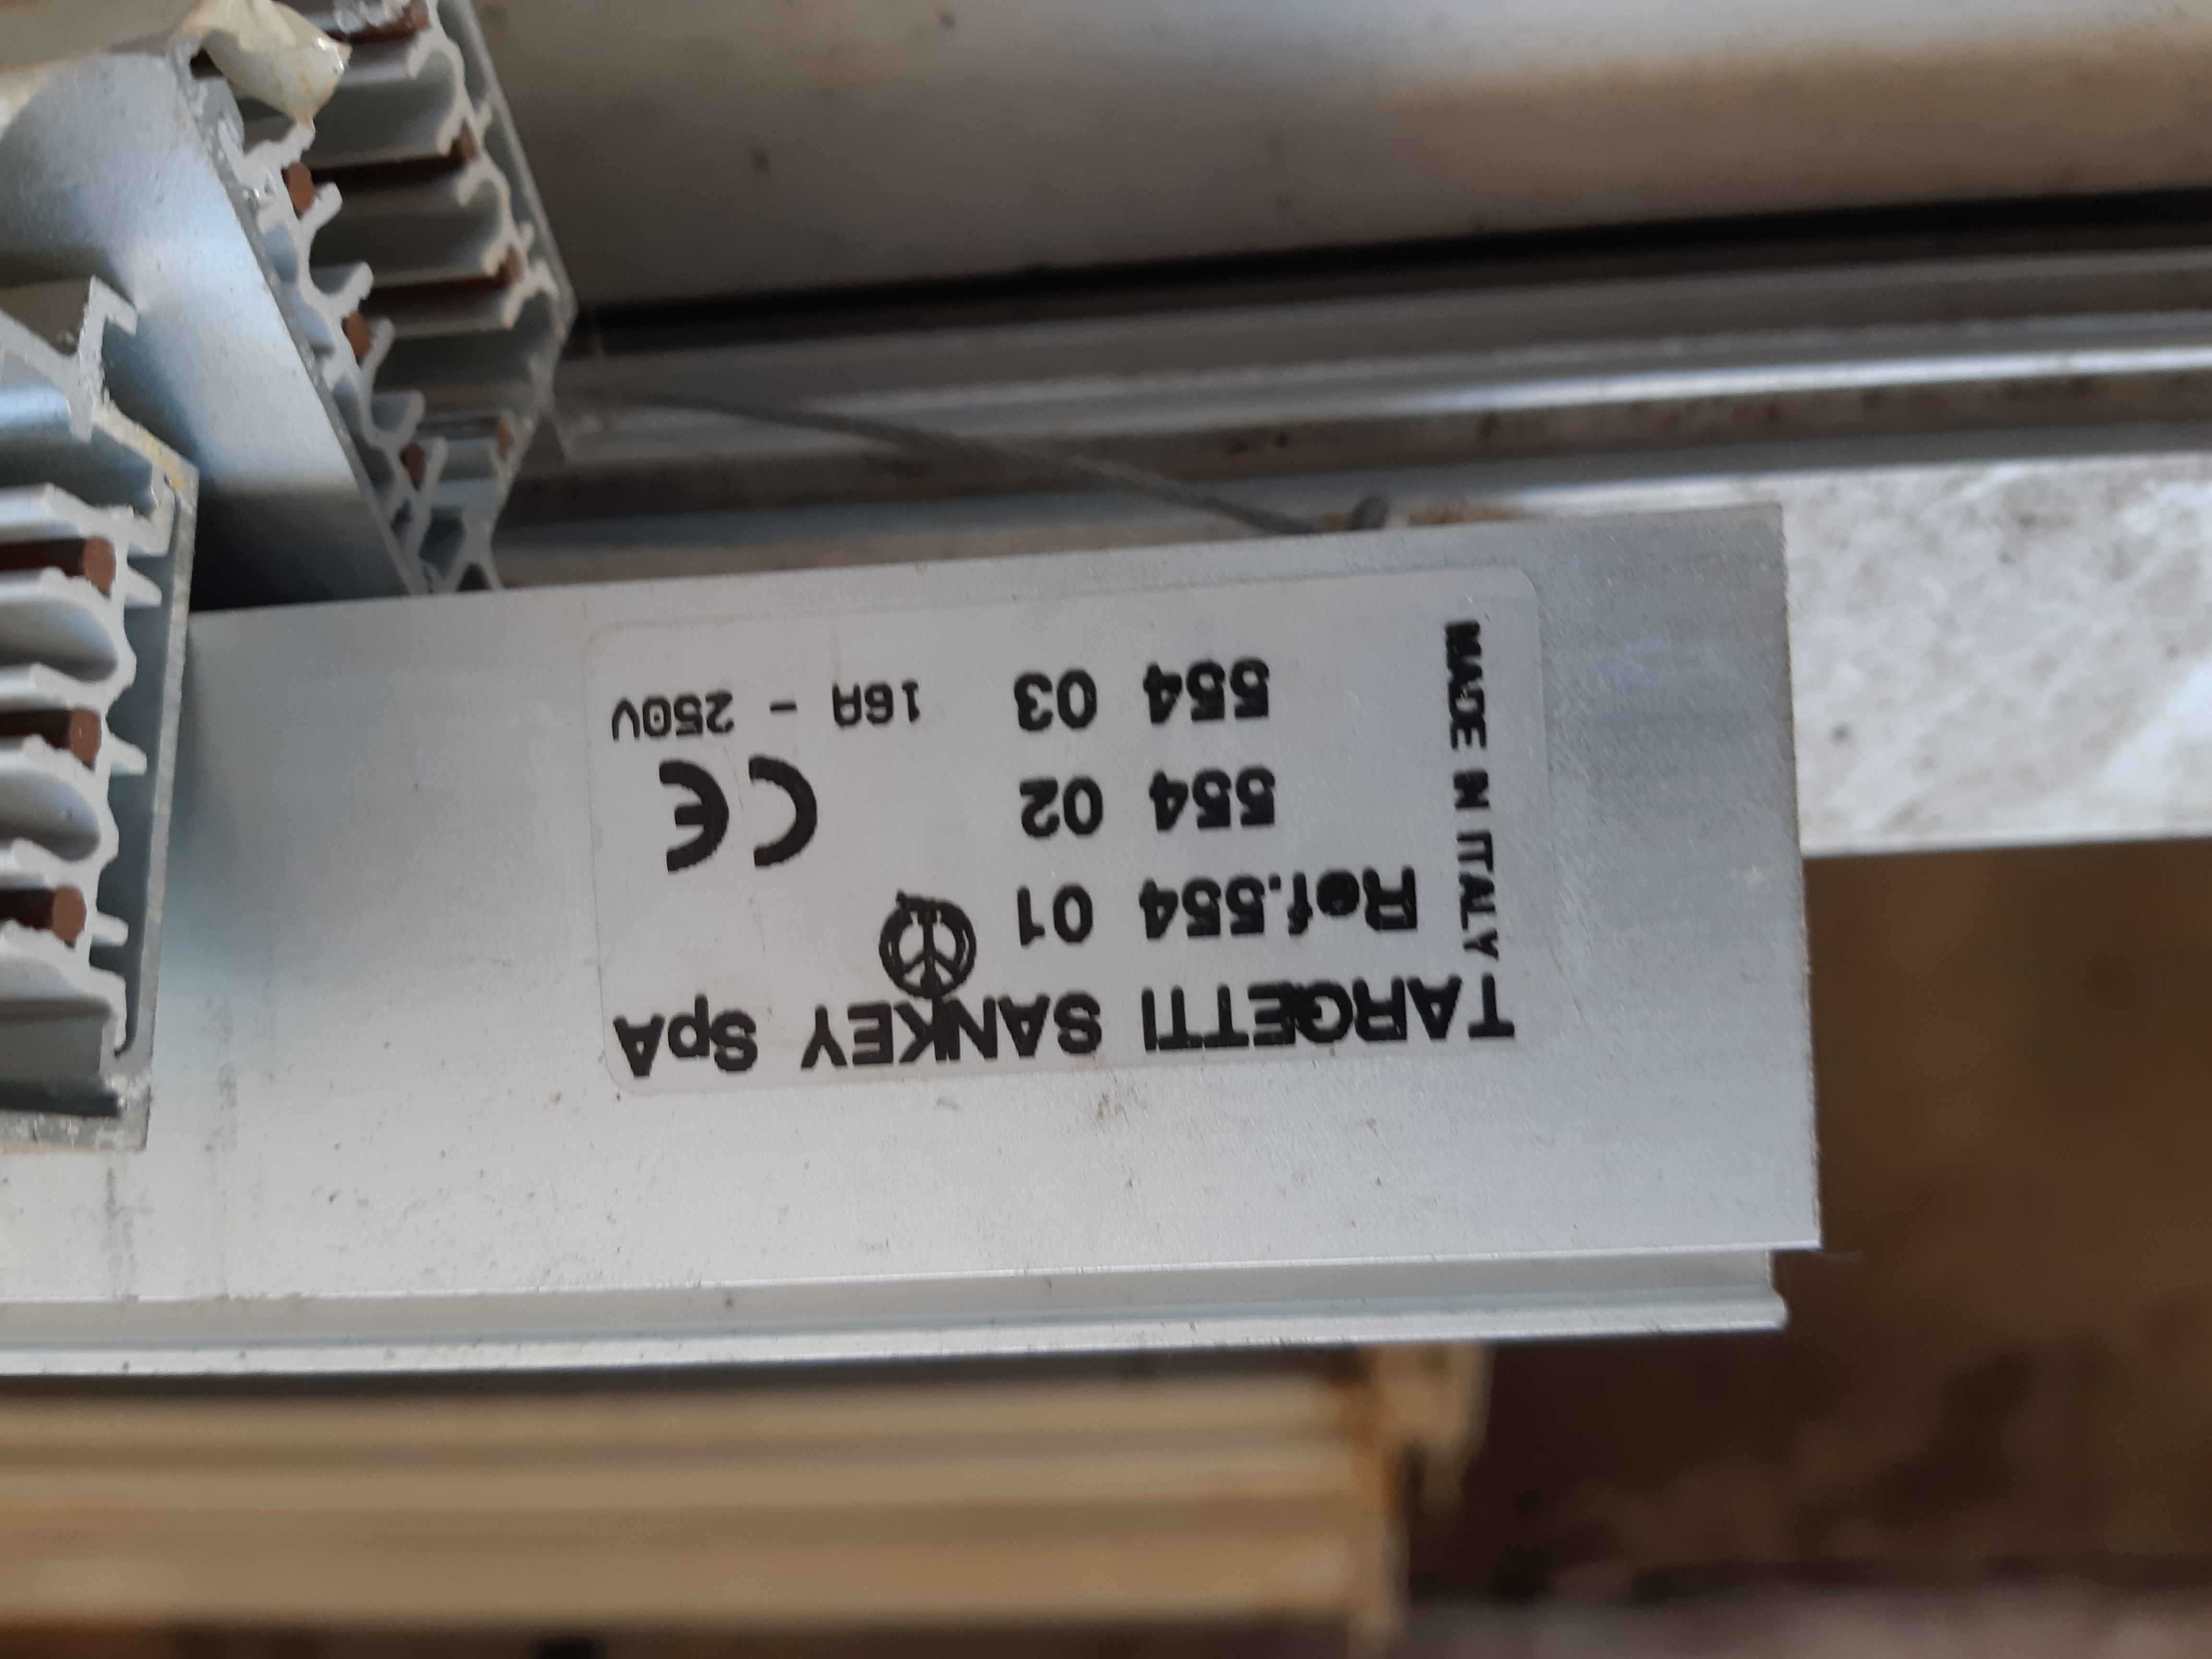 TARGETTI SANKEY SpA
Ref.554 01
554 02
554 03
CE
16A - 250V
MADE IN ITALY